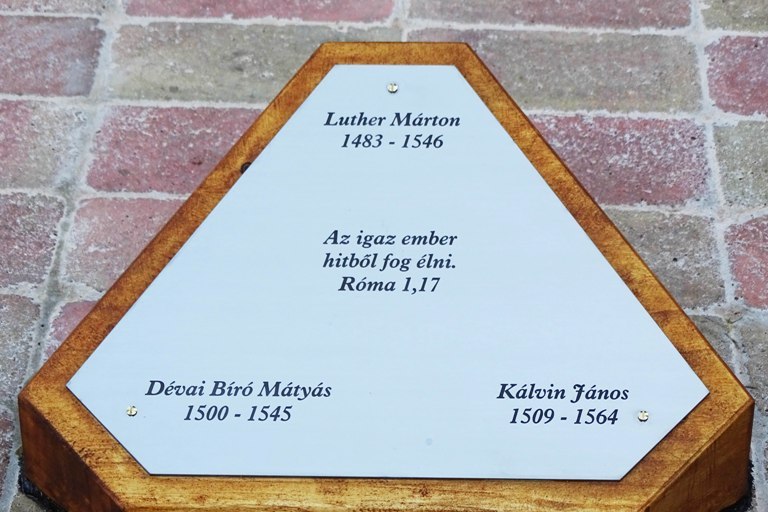 Luther Márton
1483 - 1546
Az igaz ember
hitből fog élni.
Róma 1,17
Dévai Bíró Mátyás
1500 - 1545
Kálvin János
1509 - 1564